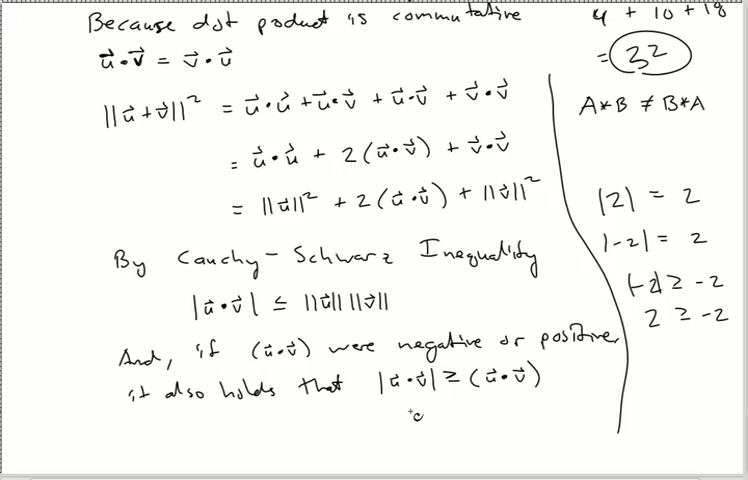 Because dot product is commutative
u⃗·v⃗ = v⃗·u⃗
||u⃗+v⃗||² = u⃗·u⃗ + u⃗·v⃗ + u⃗·v⃗ + v⃗·v⃗
= u⃗·u⃗ + 2(u⃗·v⃗) + v⃗·v⃗
= ||u⃗||² + 2(u⃗·v⃗) + ||v⃗||²
By Cauchy-Schwarz Inequality
|u⃗·v⃗| ≤ ||u⃗|| ||v⃗||
And, if (u⃗·v⃗) were negative or positive,
it also holds that |u⃗·v⃗| ≥ (u⃗·v⃗)
4 + 10 + 18
= 32
A*B ≠ B*A
|2| = 2
|-2| = 2
|-2| ≥ -2
2 ≥ -2